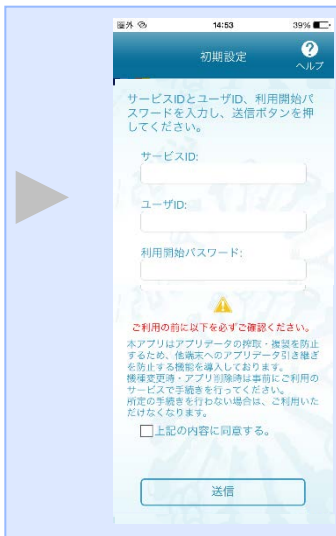 圏外 14:53 39%
初期設定
?
ヘルプ
サービスIDとユーザID、利用開始パ
スワードを入力し、送信ボタンを押
してください。
サービスID:
ユーザID:
利用開始パスワード:
ご利用の前に以下を必ずご確認ください。
本アプリはアプリデータの搾取・複製を防止
するため、他端末へのアプリデータ引き継ぎ
を防止する機能を導入しております。
機種変更時・アプリ削除時は事前にご利用の
サービスで手続きを行ってください。
所定の手続きを行わない場合は、ご利用いた
だけなくなります。
上記の内容に同意する。
送信